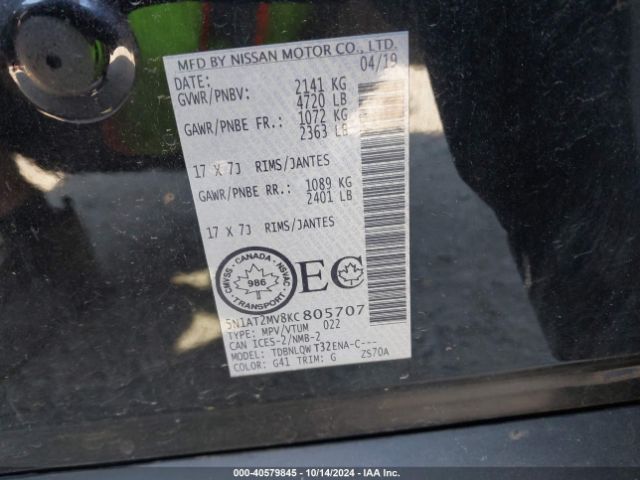 MFD BY NISSAN MOTOR CO., LTD.
DATE: 04/19
GVWR/PNBV: 2141 KG
4720 LB
GAWR/PNBE FR.: 1072 KG
2363 LB
17 X 7J RIMS/JANTES
GAWR/PNBE RR.: 1089 KG
2401 LB
17 X 7J RIMS/JANTES
CMVSS · CANADA · NSVAC
986
TRANSPORT
EC
5N1AT2MV8KC805707
TYPE: MPV/VTUM 022
CAN ICES-2/NMB-2
MODEL: TDBNLQWT32ENA-C---
COLOR: G41 TRIM: G ZS70A
000-40579845 - 10/14/2024 - IAA Inc.